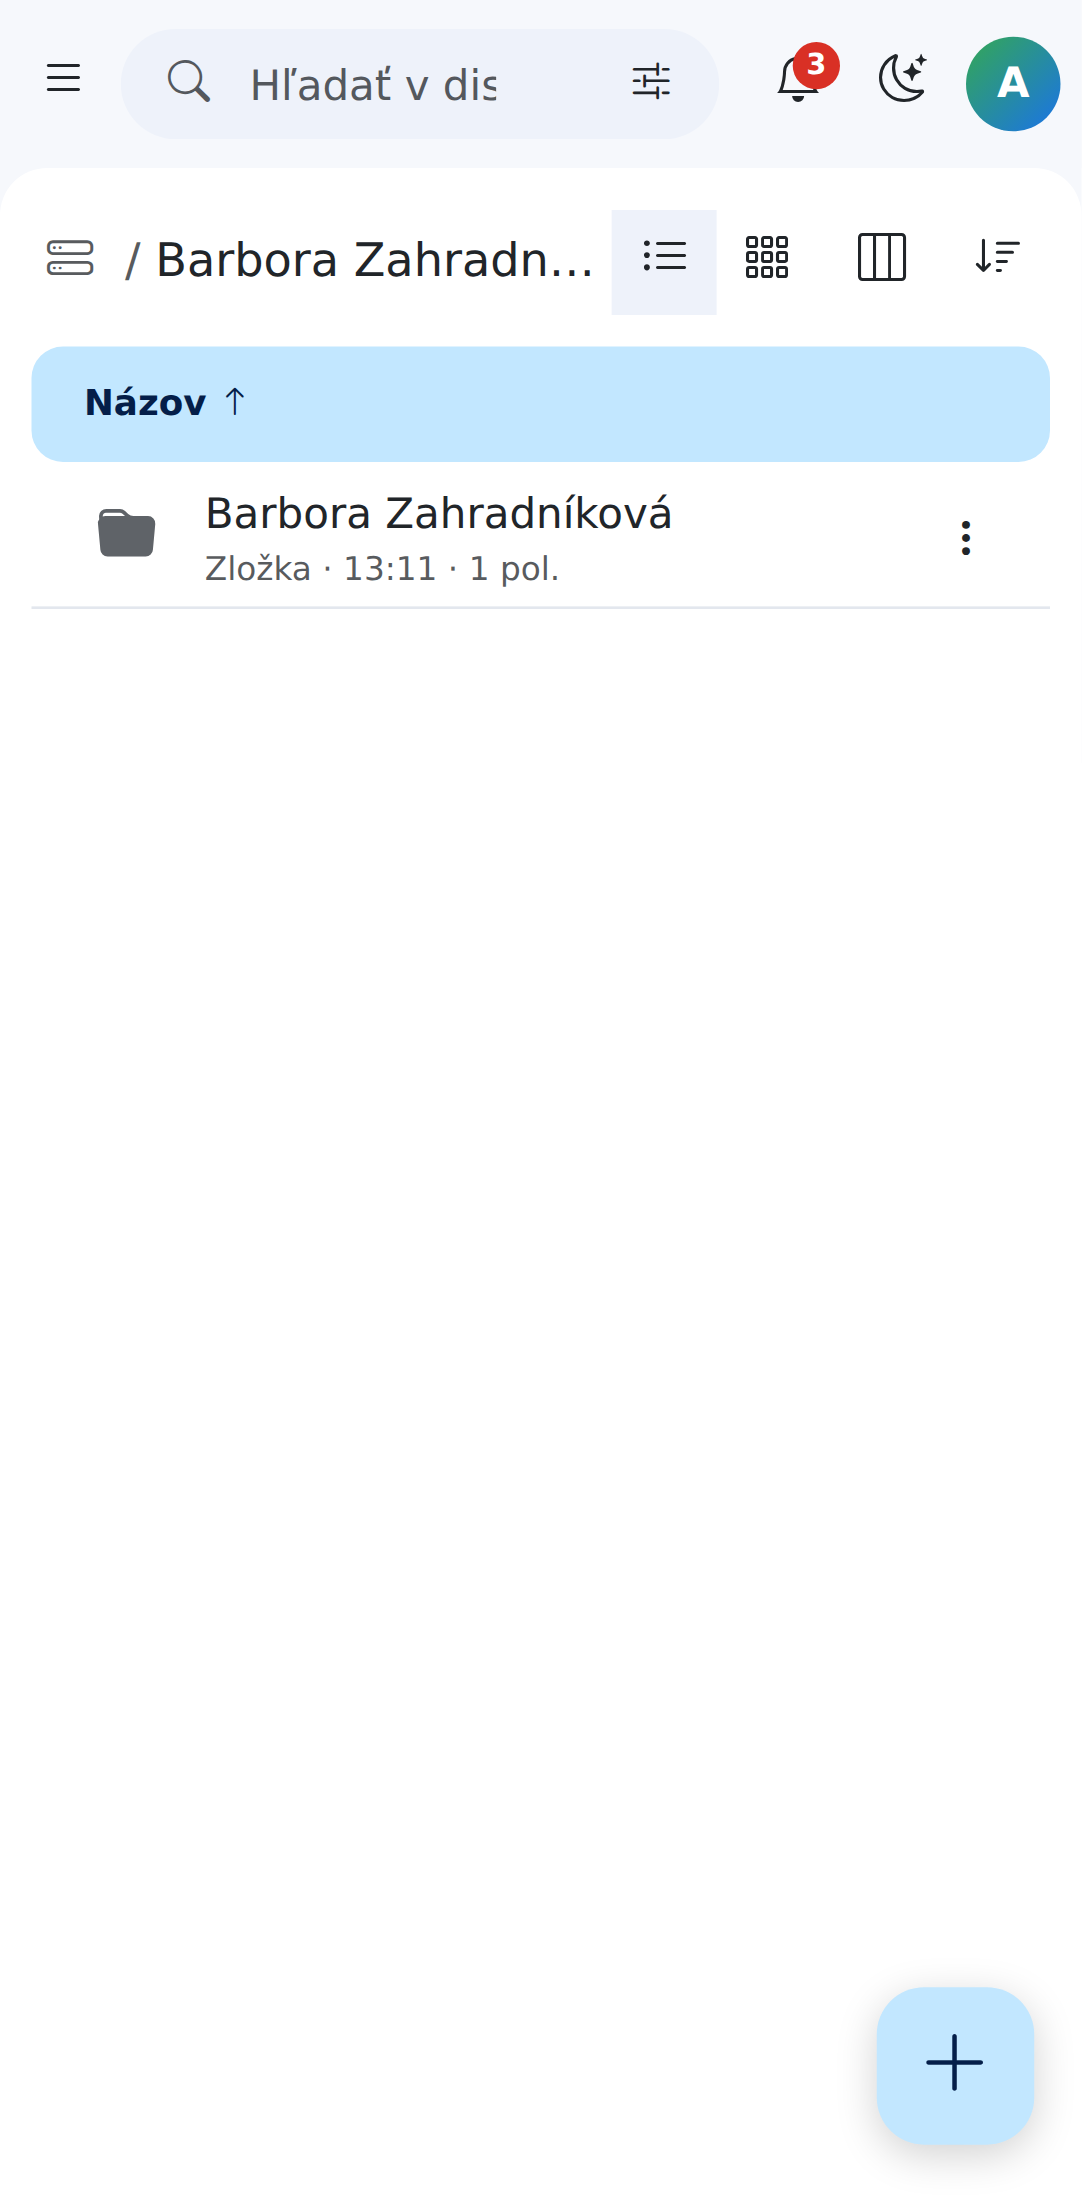 Hľadať v dis
3
A
/ Barbora Zahradn...
Názov ↑
Barbora Zahradníková
Zložka · 13:11 · 1 pol.